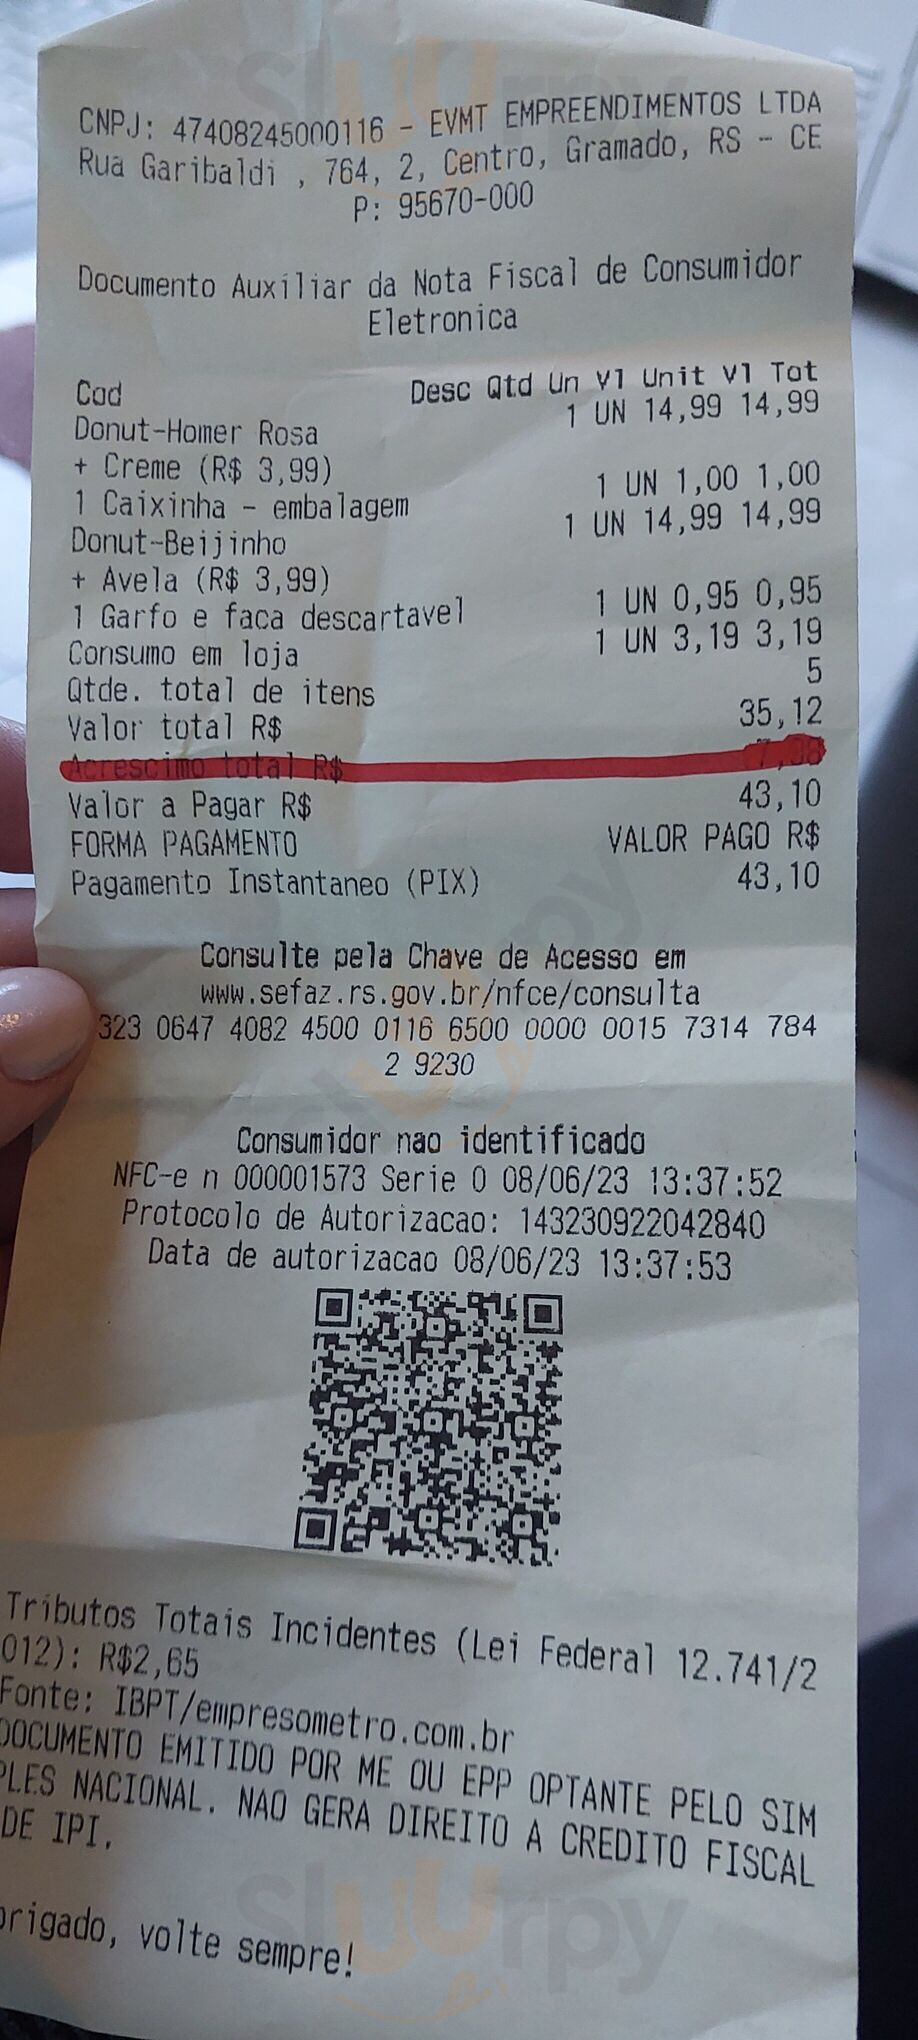 CNPJ: 47408245000116 - EVMT EMPREENDIMENTOS LTDA
Rua Garibaldi , 764, 2, Centro, Gramado, RS - CE
P: 95670-000
Documento Auxiliar da Nota Fiscal de Consumidor
Eletronica
Cod Desc Qtd Un Vl Unit Vl Tot
Donut-Homer Rosa 1 UN 14,99 14,99
+ Creme (R$ 3,99)
1 Caixinha - embalagem 1 UN 1,00 1,00
Donut-Beijinho 1 UN 14,99 14,99
+ Avela (R$ 3,99)
1 Garfo e faca descartavel 1 UN 0,95 0,95
Consumo em loja 1 UN 3,19 3,19
Qtde. total de itens 5
Valor total R$ 35,12
Acrescimo total R$
Valor a Pagar R$ 43,10
FORMA PAGAMENTO VALOR PAGO R$
Pagamento Instantaneo (PIX) 43,10
Consulte pela Chave de Acesso em
www.sefaz.rs.gov.br/nfce/consulta
323 0647 4082 4500 0116 6500 0000 0015 7314 784
2 9230
Consumidor nao identificado
NFC-e n 000001573 Serie 0 08/06/23 13:37:52
Protocolo de Autorizacao: 143230922042840
Data de autorizacao 08/06/23 13:37:53
Tributos Totais Incidentes (Lei Federal 12.741/2
012): R$2,65
Fonte: IBPT/empresometro.com.br
DOCUMENTO EMITIDO POR ME OU EPP OPTANTE PELO SIM
PLES NACIONAL. NAO GERA DIREITO A CREDITO FISCAL
DE IPI.
brigado, volte sempre!
Sluurpy
Sluurpy
Sluurpy